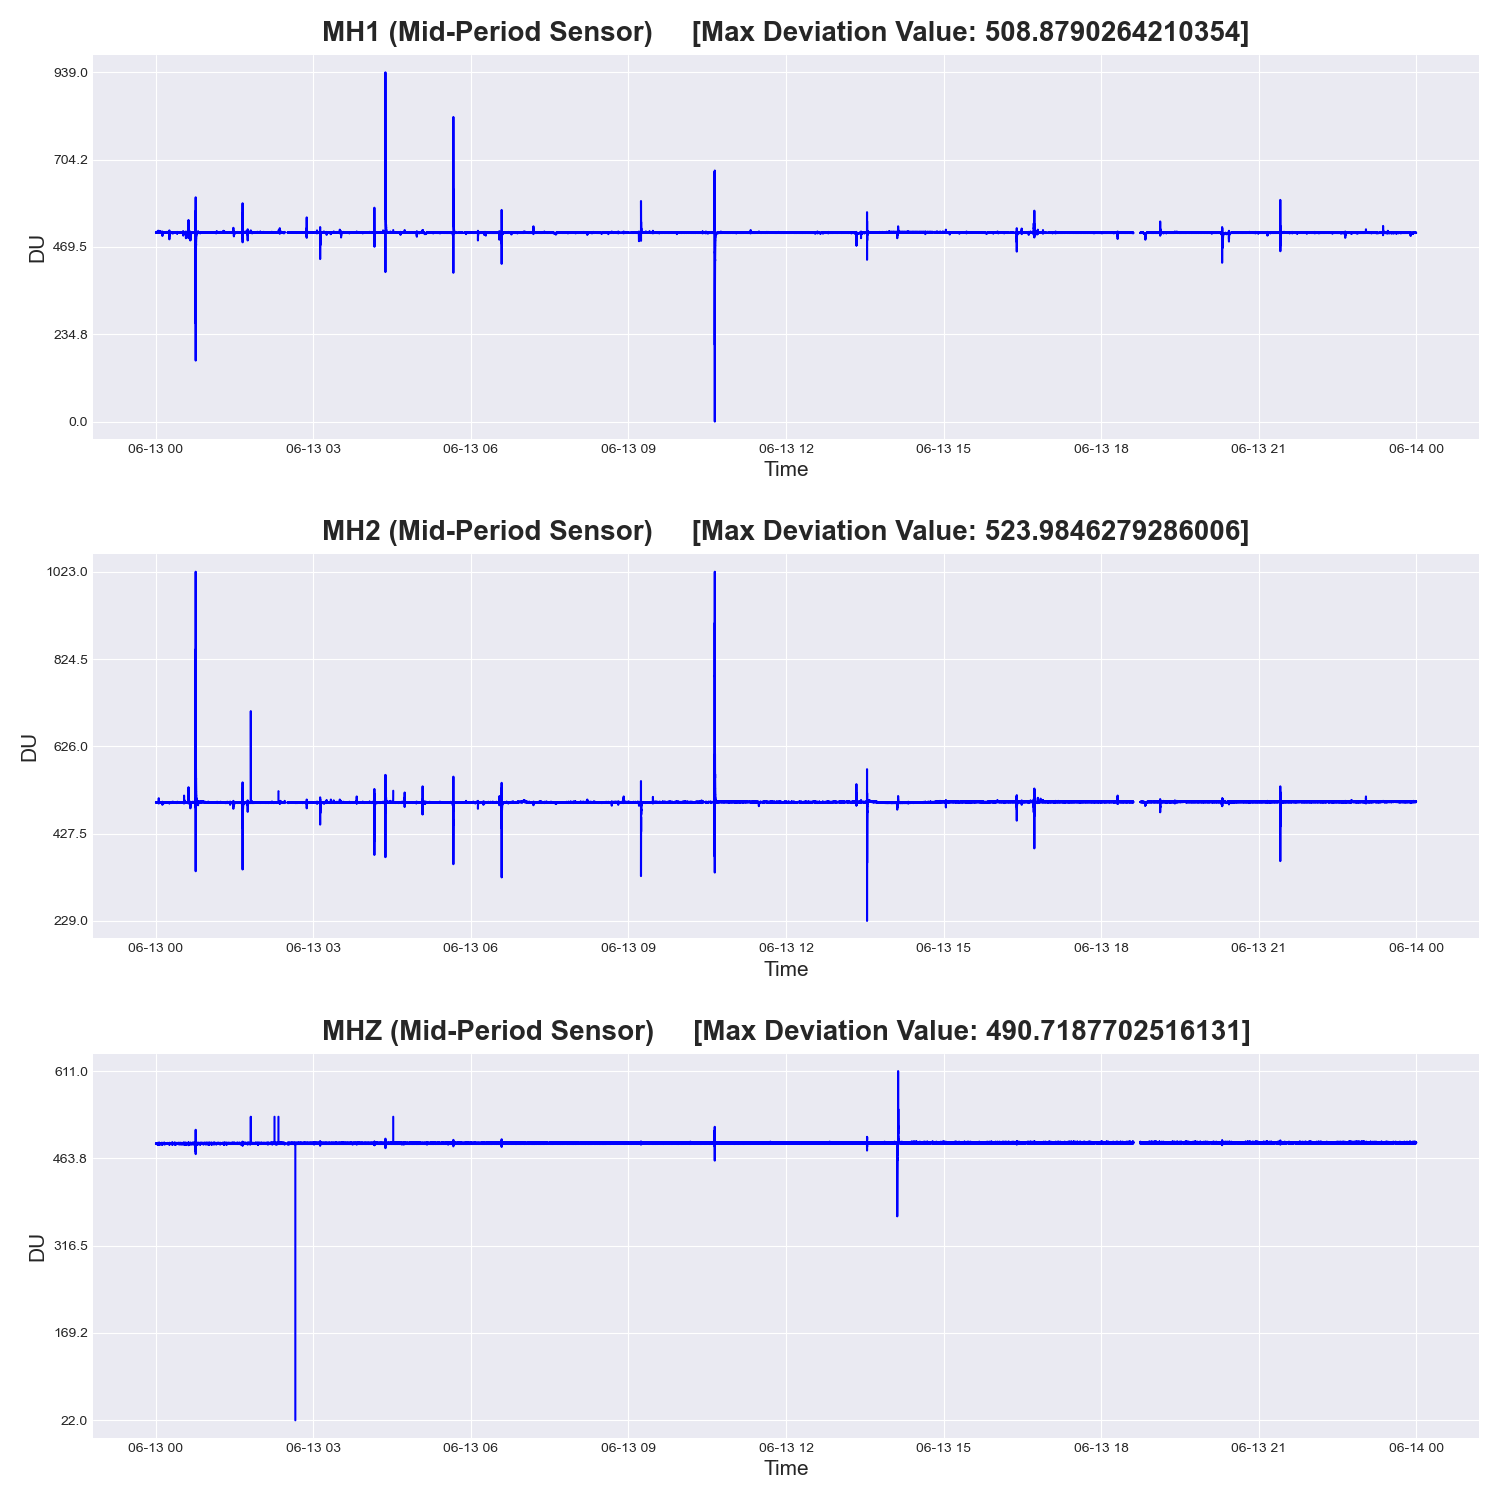 MH1 (Mid-Period Sensor) [Max Deviation Value: 508.8790264210354]
939.0
704.2
469.5
234.8
0.0
DU
06-13 00 06-13 03 06-13 06 06-13 09 06-13 12 06-13 15 06-13 18 06-13 21 06-14 00
Time
MH2 (Mid-Period Sensor) [Max Deviation Value: 523.9846279286006]
1023.0
824.5
626.0
427.5
229.0
DU
06-13 00 06-13 03 06-13 06 06-13 09 06-13 12 06-13 15 06-13 18 06-13 21 06-14 00
Time
MHZ (Mid-Period Sensor) [Max Deviation Value: 490.7187702516131]
611.0
463.8
316.5
169.2
22.0
DU
06-13 00 06-13 03 06-13 06 06-13 09 06-13 12 06-13 15 06-13 18 06-13 21 06-14 00
Time